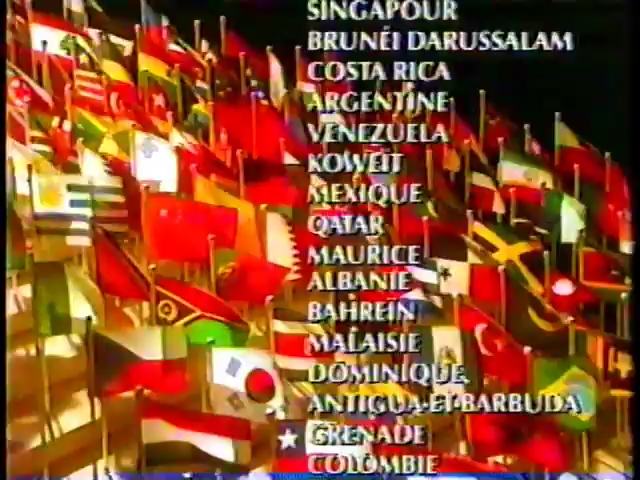 SINGAPOUR
BRUNÉI DARUSSALAM
COSTA RICA
ARGENTINE
VENEZUELA
KOWEÏT
MEXIQUE
QATAR
MAURICE
ALBANIE
BAHREÏN
MALAISIE
DOMINIQUE
ANTIGUA-ET-BARBUDA
GRENADE
COLOMBIE